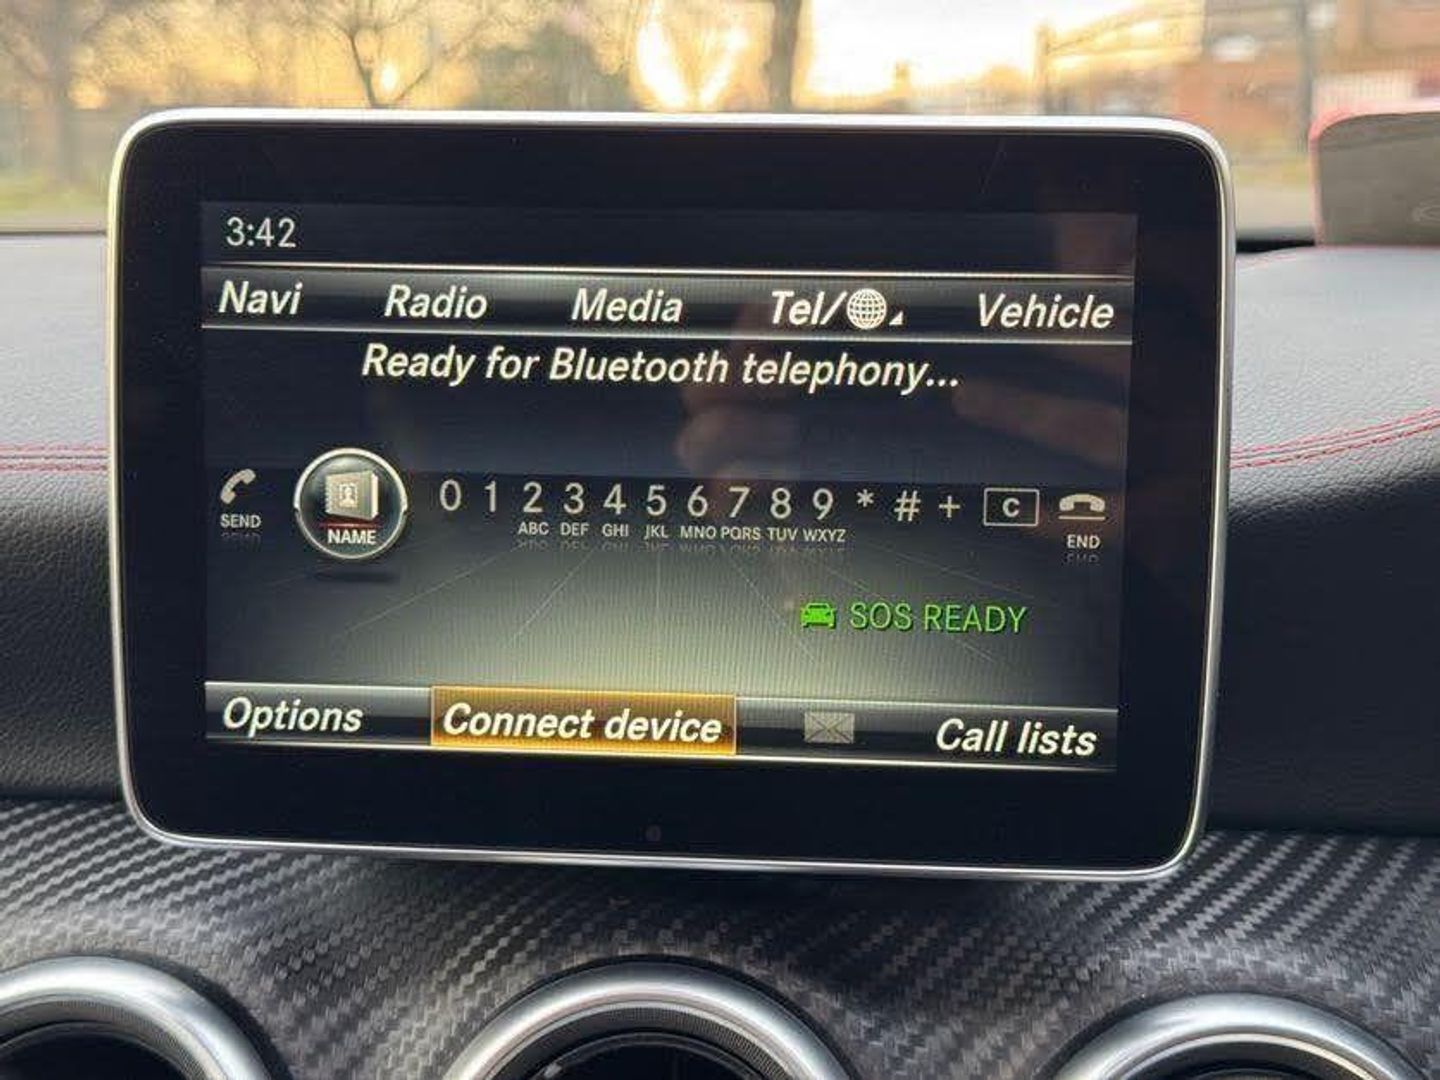 3:42
Navi Radio Media Tel/ Vehicle
Ready for Bluetooth telephony...
SEND NAME 0 1 2 3 4 5 6 7 8 9 * # + C END
ABC DEF GHI JKL MNO PQRS TUV WXYZ
SOS READY
Options Connect device Call lists